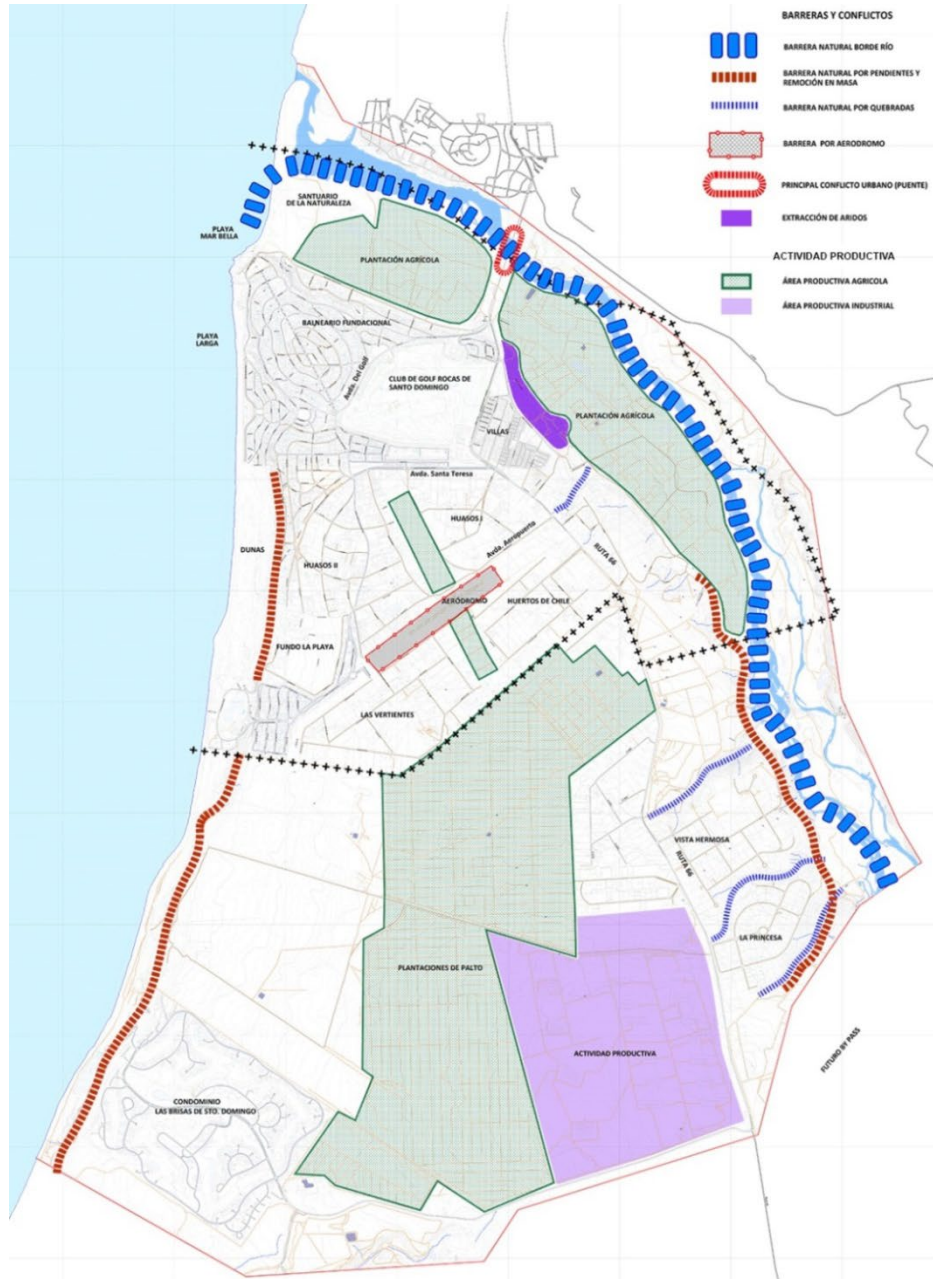 BARRERAS Y CONFLICTOS
BARRERA NATURAL BORDE RÍO
BARRERA NATURAL POR PENDIENTES Y
REMOCIÓN EN MASA
BARRERA NATURAL POR QUEBRADAS
BARRERA POR AERODROMO
PRINCIPAL CONFLICTO URBANO (PUENTE)
EXTRACCIÓN DE ARIDOS
ACTIVIDAD PRODUCTIVA
ÁREA PRODUCTIVA AGRICOLA
ÁREA PRODUCTIVA INDUSTRIAL
SANTUARIO
DE LA NATURALEZA
PLAYA
MAR BELLA
PLANTACIÓN AGRÍCOLA
BALNEARIO FUNDACIONAL
PLAYA
LARGA
Avda. Del Golf
CLUB DE GOLF ROCAS DE
SANTO DOMINGO
PLANTACIÓN AGRÍCOLA
VILLAS
Avda. Santa Teresa
HUASOS I
Avda. Aeropuerto
DUNAS
HUASOS II
RUTA 66
AERÓDROMO
HUERTOS DE CHILE
FUNDO LA PLAYA
LAS VERTIENTES
VISTA HERMOSA
RUTA 66
LA PRINCESA
PLANTACIONES DE PALTO
ACTIVIDAD PRODUCTIVA
FUTURO BY PASS
CONDOMINIO
LAS BRISAS DE STO. DOMINGO